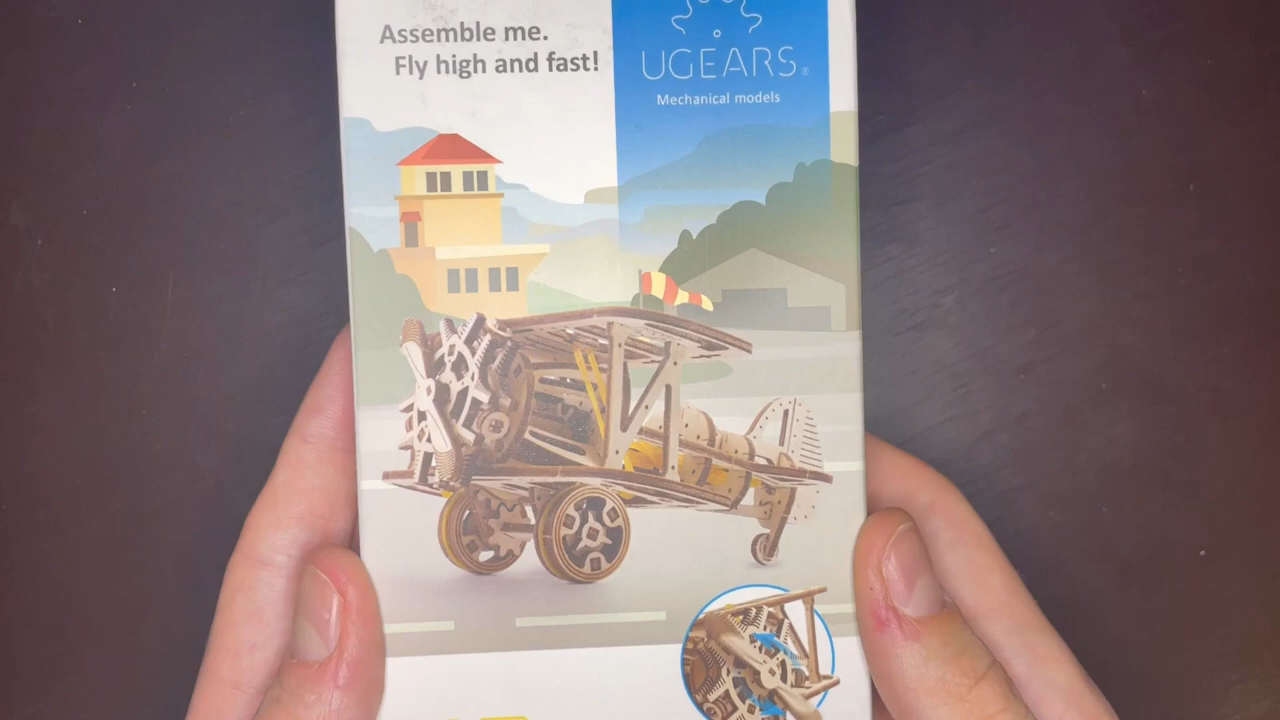 Assemble me.
Fly high and fast!
UGEARS®
Mechanical models